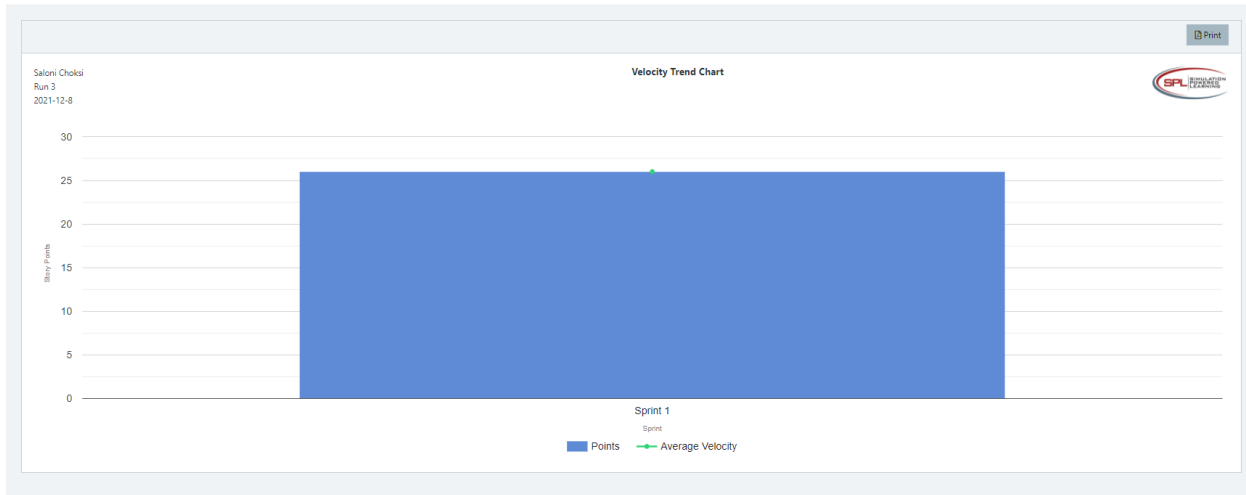 Print
Saloni Choksi
Run 3
2021-12-8
Velocity Trend Chart
SPL SIMULATION
POWERED
LEARNING
30
25
20
15
10
5
0
Story Points
Sprint 1
Sprint
Points Average Velocity